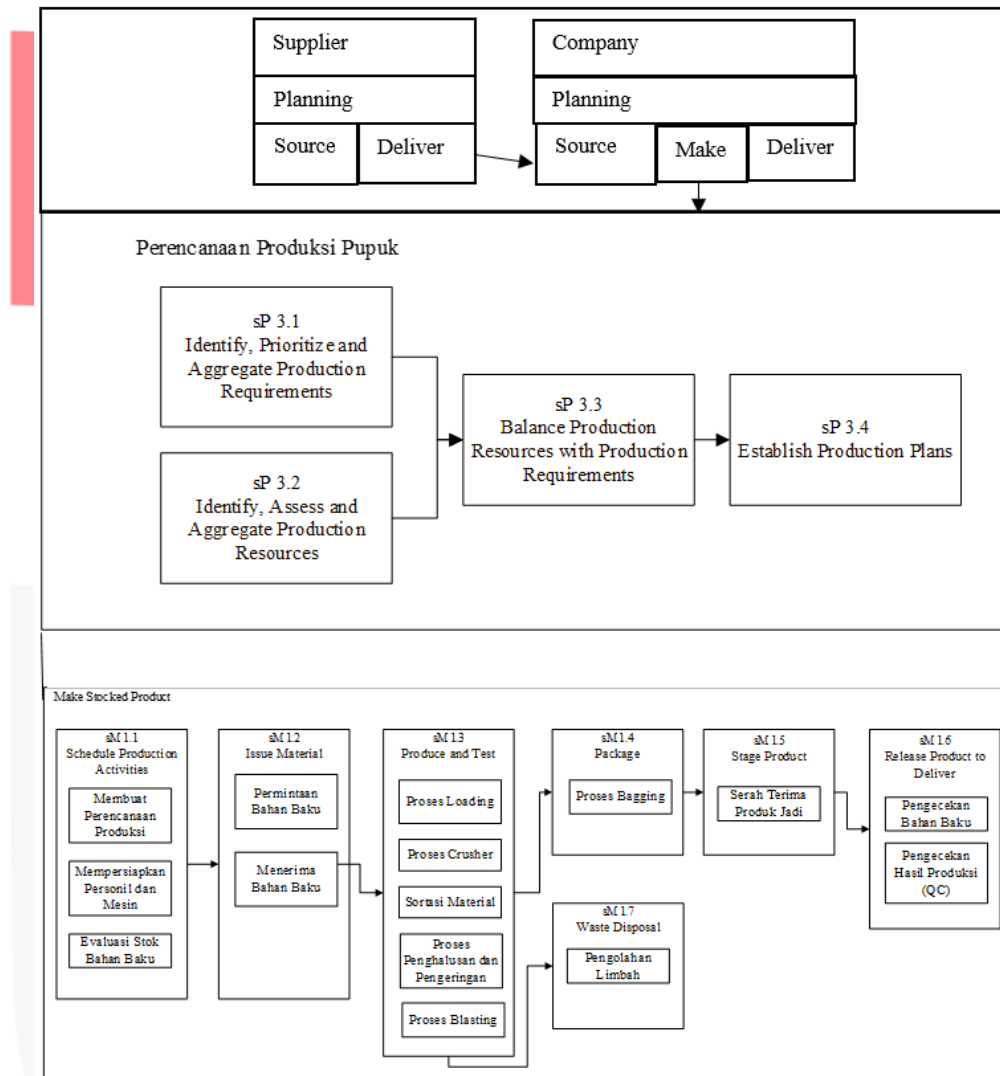 Supplier
Planning
Source
Deliver
Company
Planning
Source
Make
Deliver
Perencanaan Produksi Pupuk
sP 3.1
Identify, Prioritize and
Aggregate Production
Requirements
sP 3.2
Identify, Assess and
Aggregate Production
Resources
sP 3.3
Balance Production
Resources with Production
Requirements
sP 3.4
Establish Production Plans
Make Stocked Product
sM 1.1
Schedule Production
Activities
Membuat
Perencanaan
Produksi
Mempersiapkan
Personil dan
Mesin
Evaluasi Stok
Bahan Baku
sM 1.2
Issue Material
Permintaan
Bahan Baku
Menerima
Bahan Baku
sM 1.3
Produce and Test
Proses Loading
Proses Crusher
Sortasi Material
Proses
Penghalusan dan
Pengeringan
Proses Blasting
sM 1.4
Package
Proses Bagging
sM 1.5
Stage Product
Serah Terima
Produk Jadi
sM 1.6
Release Product to
Deliver
Pengecekan
Bahan Baku
Pengecekan
Hasil Produksi
(QC)
sM 1.7
Waste Disposal
Pengolahan
Limbah